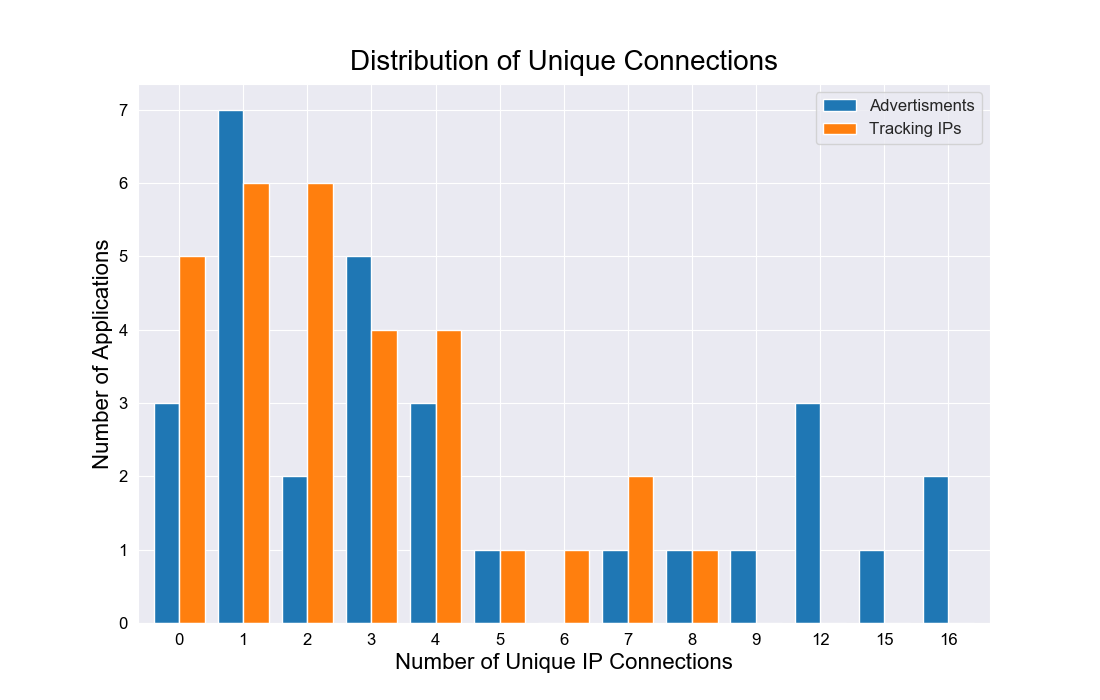 Distribution of Unique Connections
Advertisments
Tracking IPs
Number of Applications
7
6
5
4
3
2
1
0
0 1 2 3 4 5 6 7 8 9 12 15 16
Number of Unique IP Connections